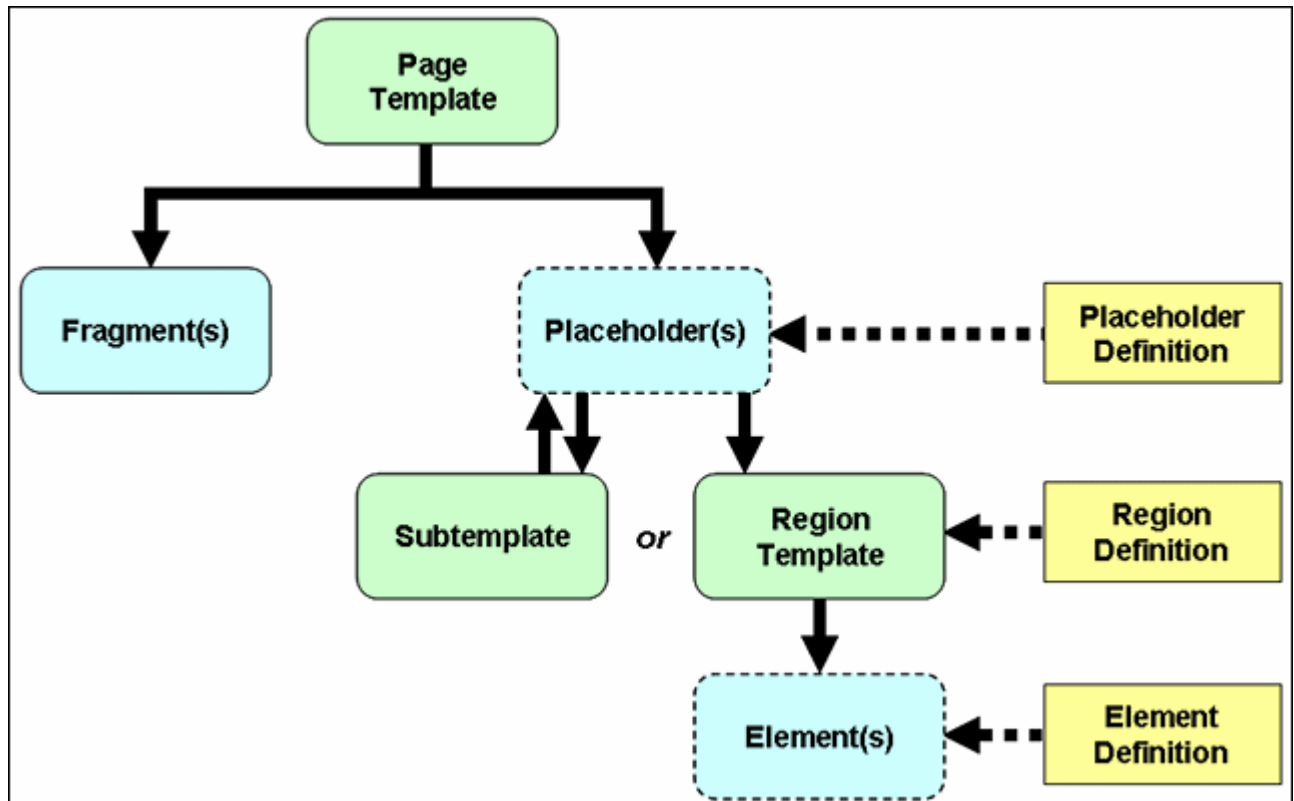 Page
Template
Fragment(s)
Placeholder(s)
Placeholder
Definition
Subtemplate
or
Region
Template
Region
Definition
Element(s)
Element
Definition